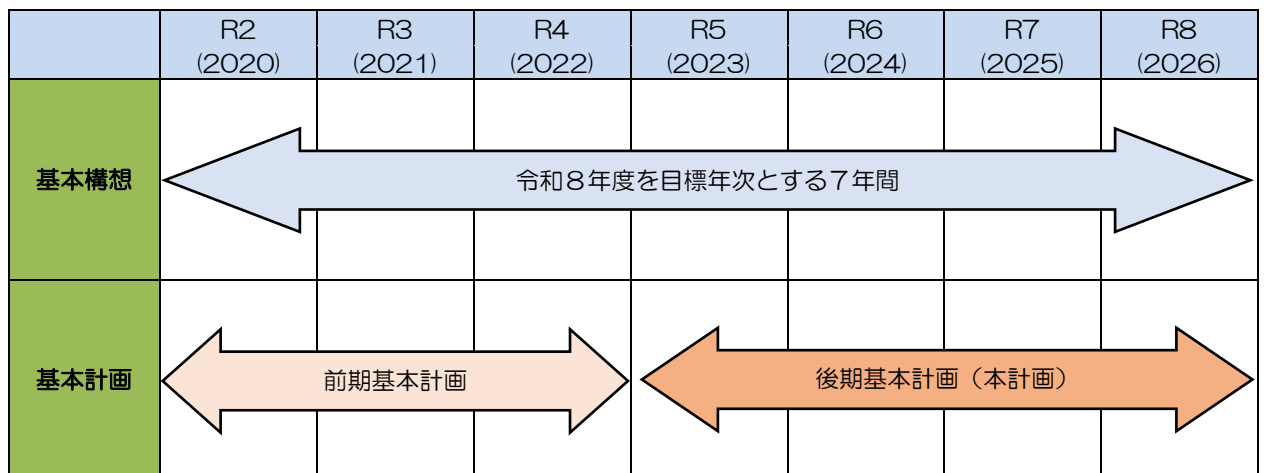 R2 R3 R4 R5 R6 R7 R8
(2020) (2021) (2022) (2023) (2024) (2025) (2026)
基本構想 令和８年度を目標年次とする７年間
基本計画 前期基本計画 後期基本計画（本計画）